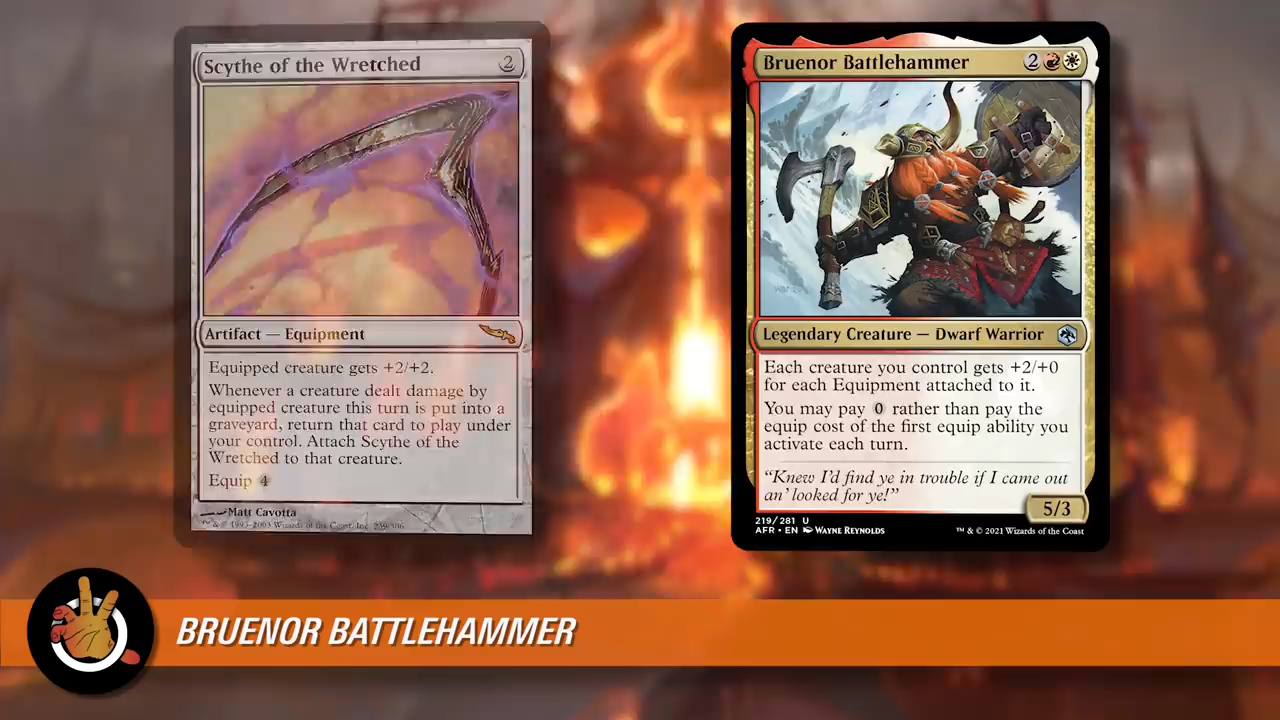 Scythe of the Wretched 2
Artifact — Equipment
Equipped creature gets +2/+2.
Whenever a creature dealt damage by
equipped creature this turn is put into a
graveyard, return that card to play under
your control. Attach Scythe of the
Wretched to that creature.
Equip 4
Matt Cavotta
Bruenor Battlehammer 2
Legendary Creature — Dwarf Warrior
Each creature you control gets +2/+0
for each Equipment attached to it.
You may pay 0 rather than pay the
equip cost of the first equip ability you
activate each turn.
“Knew I’d find ye in trouble if I came out
an’ looked for ye!”
5/3
219/281 U
AFR • EN Wayne Reynolds
™ & © 2021 Wizards of the Coast
BRUENOR BATTLEHAMMER